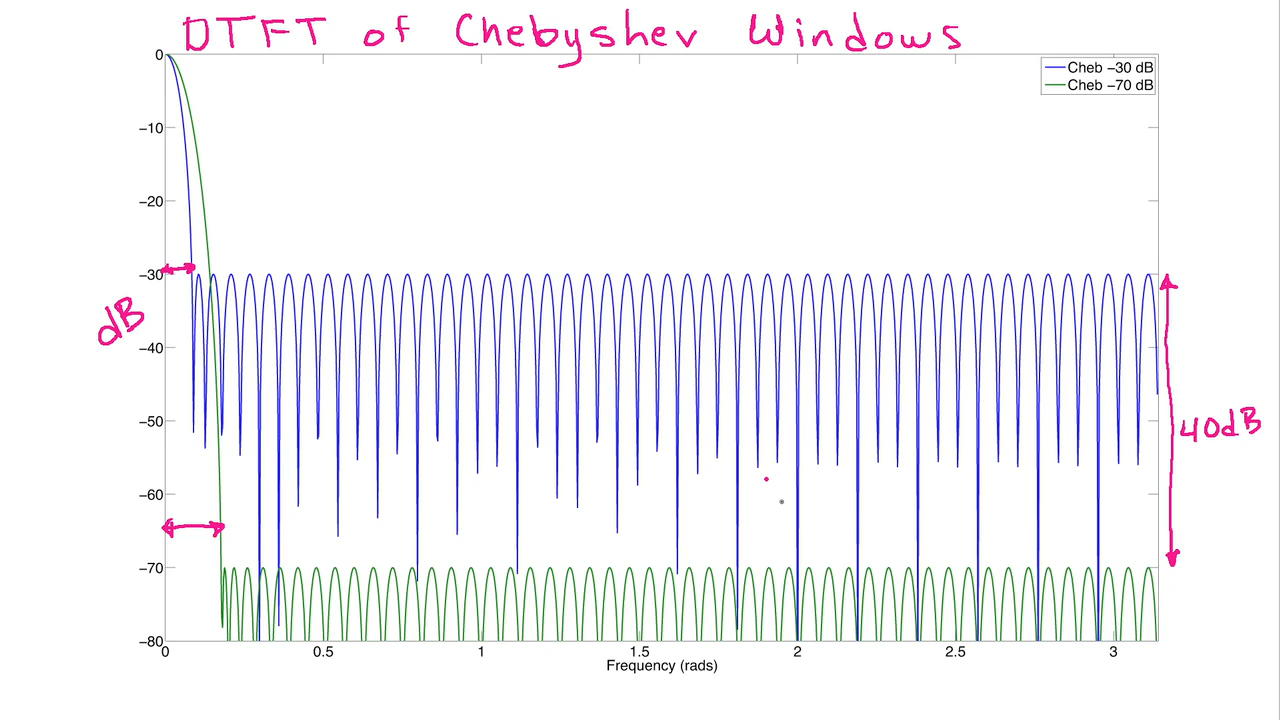 DTFT of Chebyshev Windows
Cheb −30 dB
Cheb −70 dB
0
−10
−20
−30
−40
−50
−60
−70
−80
dB
40dB
0 0.5 1 1.5 2 2.5 3
Frequency (rads)